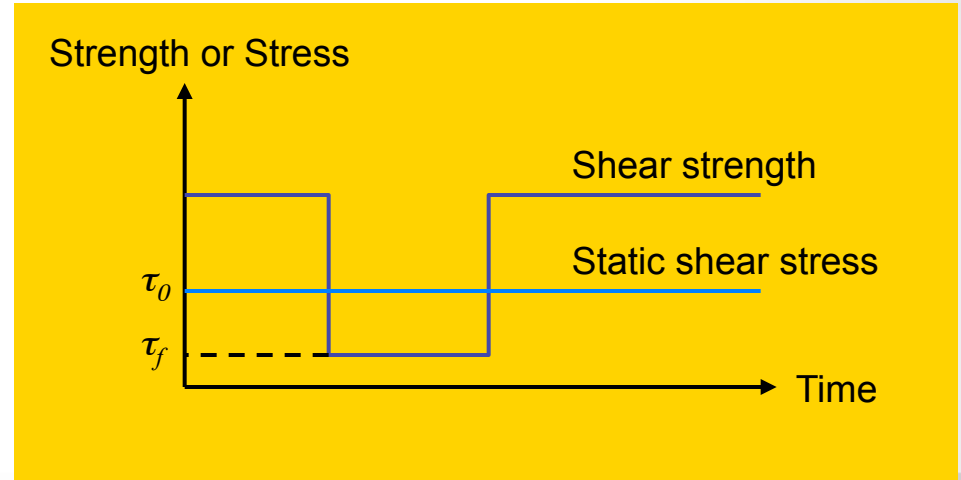 Strength or Stress
Shear strength
Static shear stress
τ0
τf
Time